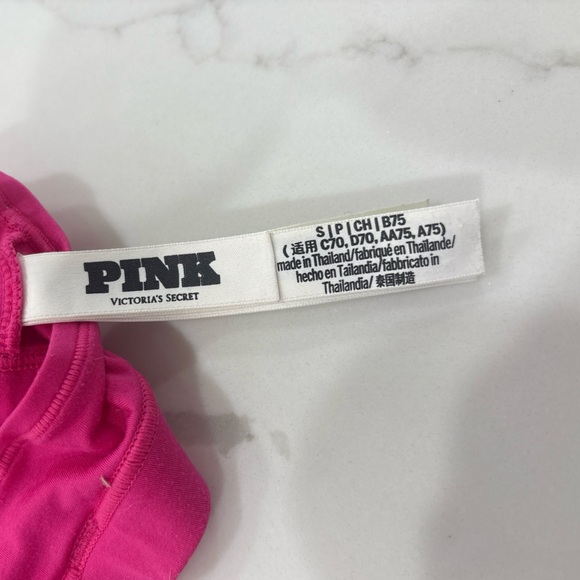 PINK
VICTORIA'S SECRET
S | P | CH | B75
( 适用 C70, D70, AA75, A75)
made in Thailand/fabriqué en Thaïlande/
hecho en Tailandia/fabbricato in
Thailandia/ 泰国制造